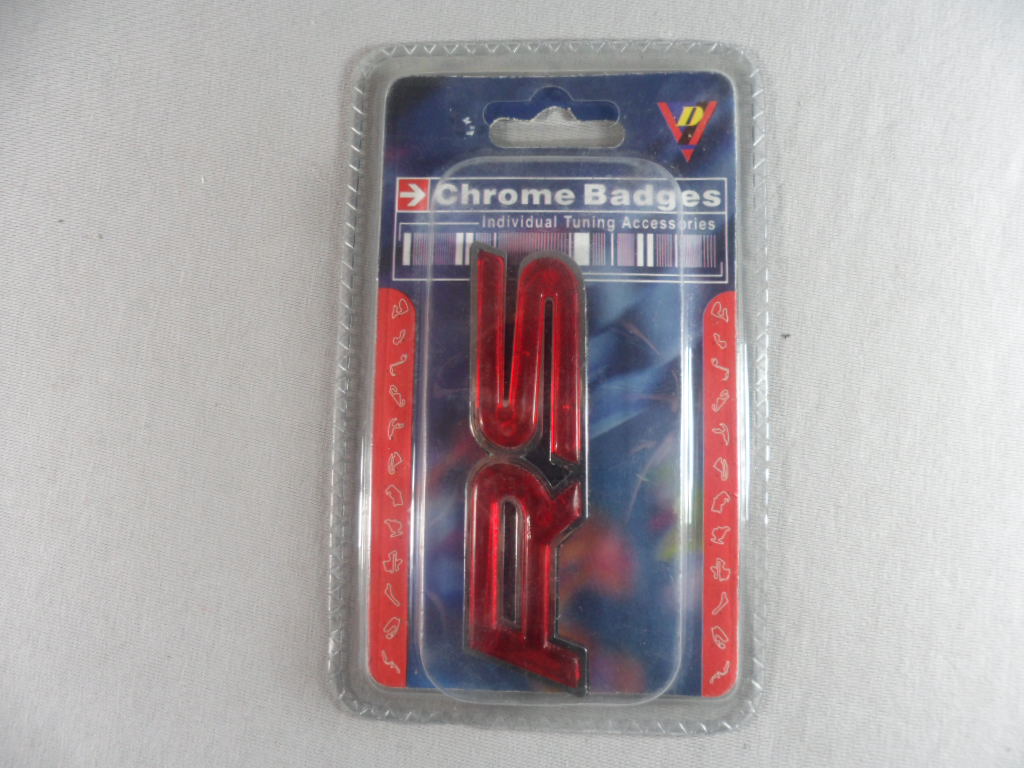 D
Chrome Badges
Individual Tuning Accessories
RS